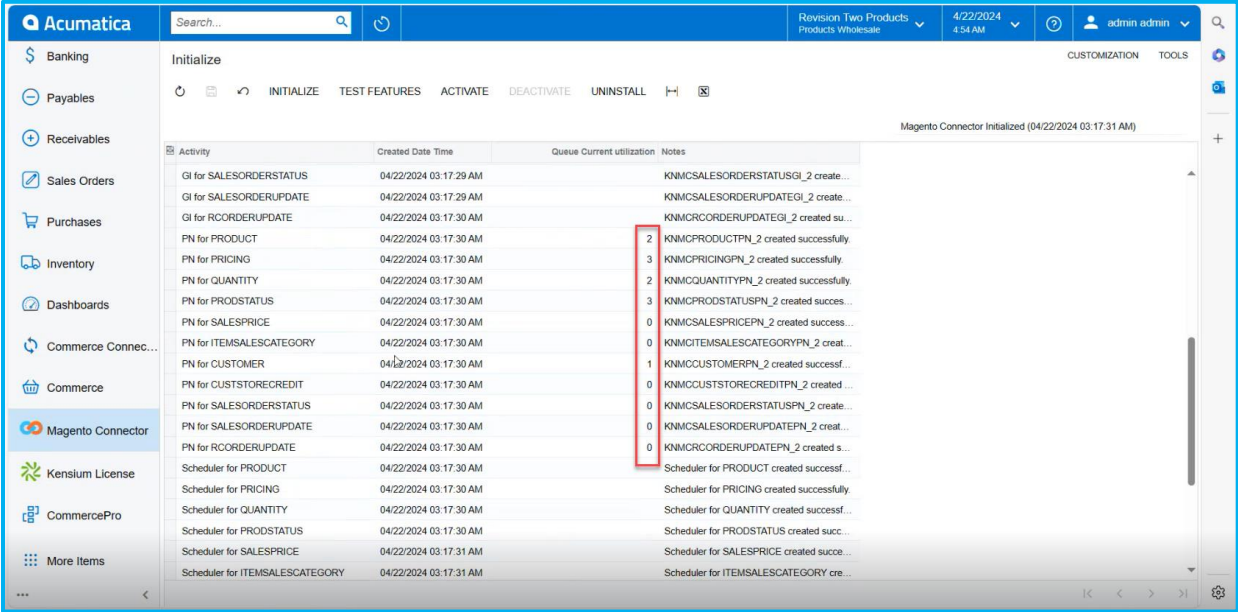 Acumatica
Search...
Revision Two Products
Products Wholesale
4/22/2024
4:54 AM
admin admin
Banking
Payables
Receivables
Sales Orders
Purchases
Inventory
Dashboards
Commerce Connec...
Commerce
Magento Connector
Kensium License
CommercePro
More Items
Initialize
CUSTOMIZATION TOOLS
INITIALIZE TEST FEATURES ACTIVATE DEACTIVATE UNINSTALL
Magento Connector Initialized (04/22/2024 03:17:31 AM)
Activity Created Date Time Queue Current utilization Notes
GI for SALESORDERSTATUS 04/22/2024 03:17:29 AM KNMCSALESORDERSTATUSGI_2 create...
GI for SALESORDERUPDATE 04/22/2024 03:17:29 AM KNMCSALESORDERUPDATEGI_2 create...
GI for RCORDERUPDATE 04/22/2024 03:17:30 AM KNMCRCORDERUPDATEGI_2 created su...
PN for PRODUCT 04/22/2024 03:17:30 AM 2 KNMCPRODUCTPN_2 created successfully.
PN for PRICING 04/22/2024 03:17:30 AM 3 KNMCPRICINGPN_2 created successfully.
PN for QUANTITY 04/22/2024 03:17:30 AM 2 KNMCQUANTITYPN_2 created successfully.
PN for PRODSTATUS 04/22/2024 03:17:30 AM 3 KNMCPRODSTATUSPN_2 created succes...
PN for SALESPRICE 04/22/2024 03:17:30 AM 0 KNMCSALESPRICEPN_2 created success...
PN for ITEMSALESCATEGORY 04/22/2024 03:17:30 AM 0 KNMCITEMSALESCATEGORYPN_2 creat...
PN for CUSTOMER 04/22/2024 03:17:30 AM 1 KNMCCUSTOMERPN_2 created successf...
PN for CUSTSTORECREDIT 04/22/2024 03:17:30 AM 0 KNMCCUSTSTORECREDITPN_2 created ...
PN for SALESORDERSTATUS 04/22/2024 03:17:30 AM 0 KNMCSALESORDERSTATUSPN_2 create...
PN for SALESORDERUPDATE 04/22/2024 03:17:30 AM 0 KNMCSALESORDERUPDATEPN_2 creat...
PN for RCORDERUPDATE 04/22/2024 03:17:30 AM 0 KNMCRCORDERUPDATEPN_2 created s...
Scheduler for PRODUCT 04/22/2024 03:17:30 AM Scheduler for PRODUCT created successf...
Scheduler for PRICING 04/22/2024 03:17:30 AM Scheduler for PRICING created successfully.
Scheduler for QUANTITY 04/22/2024 03:17:30 AM Scheduler for QUANTITY created successf...
Scheduler for PRODSTATUS 04/22/2024 03:17:30 AM Scheduler for PRODSTATUS created succ...
Scheduler for SALESPRICE 04/22/2024 03:17:31 AM Scheduler for SALESPRICE created succe...
Scheduler for ITEMSALESCATEGORY 04/22/2024 03:17:31 AM Scheduler for ITEMSALESCATEGORY cre...